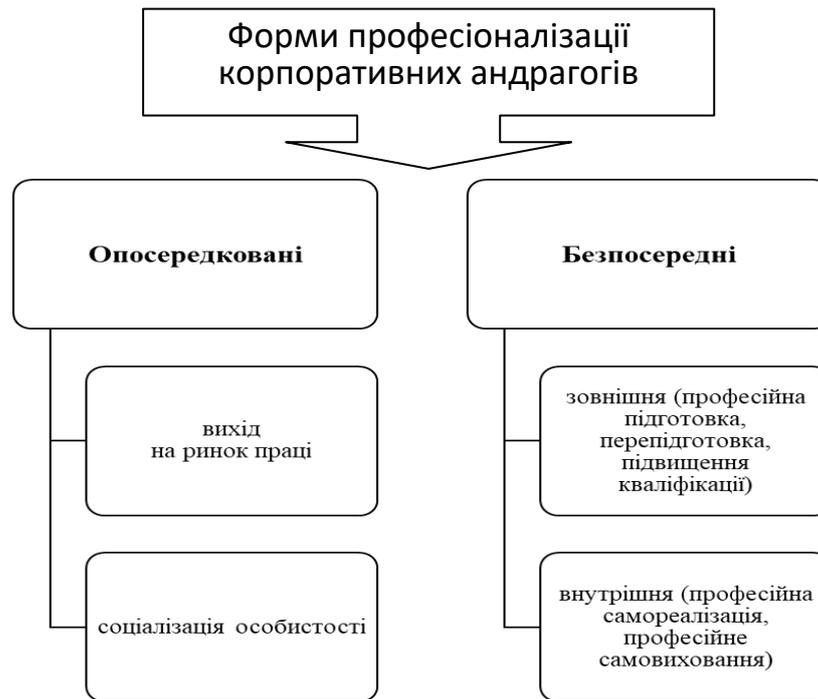 Форми професіоналізації
корпоративних андрагогів
Опосередковані
вихід
на ринок праці
соціалізація особистості
Безпосередні
зовнішня (професійна
підготовка,
перепідготовка,
підвищення
кваліфікації)
внутрішня (професійна
самореалізація,
професійне
самовиховання)